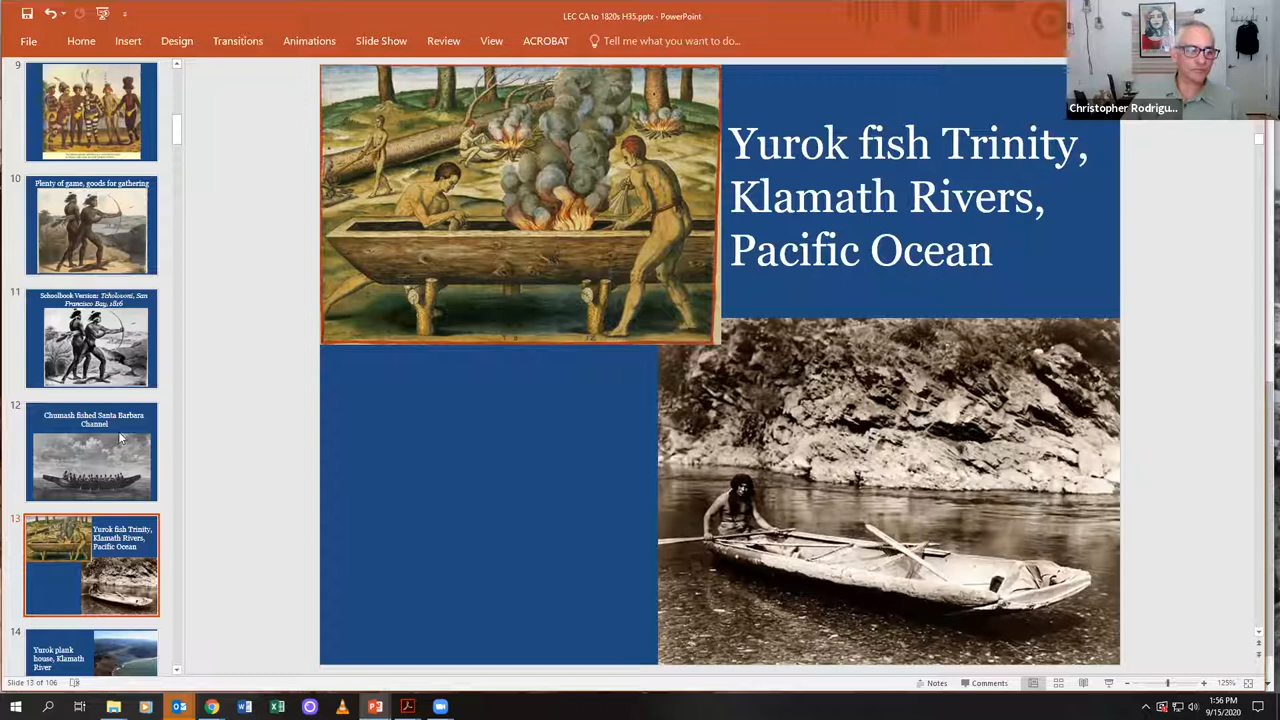 LEC CA to 1820s H35.pptx - PowerPoint
File Home Insert Design Transitions Animations Slide Show Review View ACROBAT Tell me what you want to do...
Christopher Rodrigu...
9
10
Plenty of game, goods for gathering
11
Schoolbook Version: Tcholovoni, San
Francisco Bay, 1816
12
Chumash fished Santa Barbara
Channel
13
Yurok fish Trinity,
Klamath Rivers,
Pacific Ocean
14
Yurok plank
house, Klamath
River
Yurok fish Trinity,
Klamath Rivers,
Pacific Ocean
Slide 13 of 106
Notes Comments 125%
1:56 PM
9/15/2020